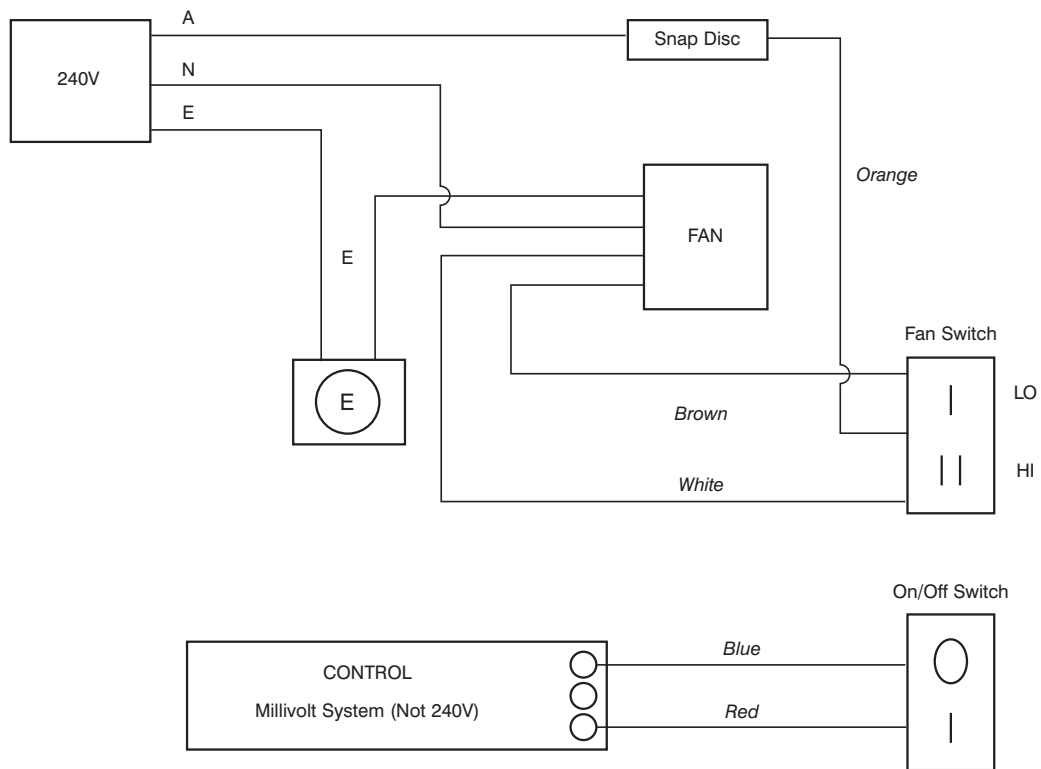 A
Snap Disc
240V
N
E
Orange
FAN
E
Fan Switch
E
LO
Brown
HI
White
On/Off Switch
Blue
CONTROL
Millivolt System (Not 240V)
Red